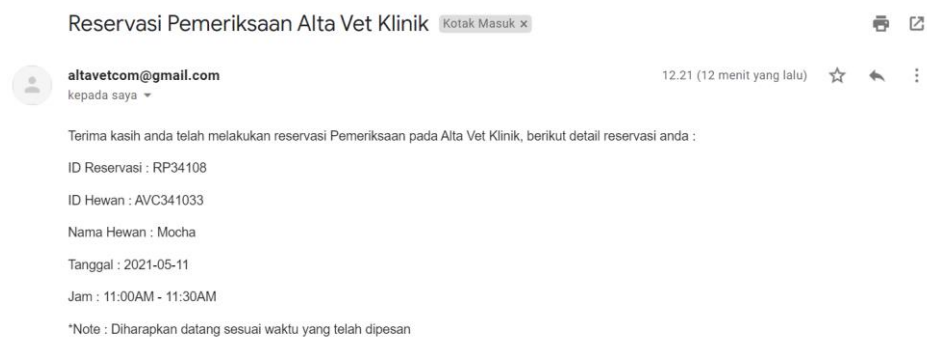 Reservasi Pemeriksaan Alta Vet Klinik Kotak Masuk ×
altavetcom@gmail.com 12.21 (12 menit yang lalu)
kepada saya
Terima kasih anda telah melakukan reservasi Pemeriksaan pada Alta Vet Klinik, berikut detail reservasi anda :
ID Reservasi : RP34108
ID Hewan : AVC341033
Nama Hewan : Mocha
Tanggal : 2021-05-11
Jam : 11:00AM - 11:30AM
*Note : Diharapkan datang sesuai waktu yang telah dipesan